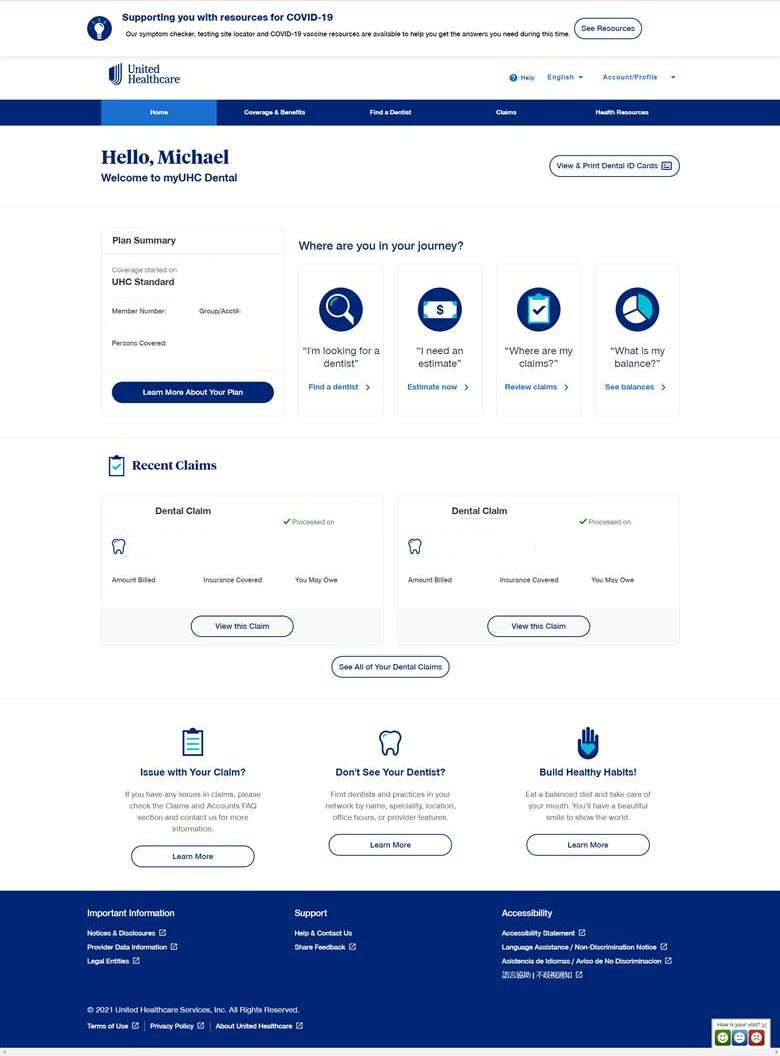 Supporting you with resources for COVID-19
Our symptom checker, testing site locator and COVID-19 vaccine resources are available to help you get the answers you need during this time.
See Resources
United
Healthcare
Help
English
Account/Profile
Home
Coverage & Benefits
Find a Dentist
Claims
Health Resources
Hello, Michael
Welcome to myUHC Dental
View & Print Dental ID Cards
Plan Summary
Coverage started on
UHC Standard
Member Number:
Group/Acct#:
Persons Covered:
Learn More About Your Plan
Where are you in your journey?
“I'm looking for a
dentist”
Find a dentist
“I need an
estimate”
Estimate now
“Where are my
claims?”
Review claims
“What is my
balance?”
See balances
Recent Claims
Dental Claim
Processed on
Amount Billed
Insurance Covered
You May Owe
View this Claim
Dental Claim
Processed on
Amount Billed
Insurance Covered
You May Owe
View this Claim
See All of Your Dental Claims
Issue with Your Claim?
If you have any issues in claims, please
check the Claims and Accounts FAQ
section and contact us for more
information.
Learn More
Don't See Your Dentist?
Find dentists and practices in your
network by name, speciality, location,
office hours, or provider features.
Learn More
Build Healthy Habits!
Eat a balanced diet and take care of
your mouth. You'll have a beautiful
smile to show the world.
Learn More
Important Information
Notices & Disclosures
Provider Data Information
Legal Entities
Support
Help & Contact Us
Share Feedback
Accessibility
Accessibility Statement
Language Assistance / Non-Discrimination Notice
Asistencia de Idiomas / Aviso de No Discriminacion
語言協助 | 不歧視通知
© 2021 United Healthcare Services, Inc. All Rights Reserved.
Terms of Use
Privacy Policy
About United Healthcare
How is your visit?